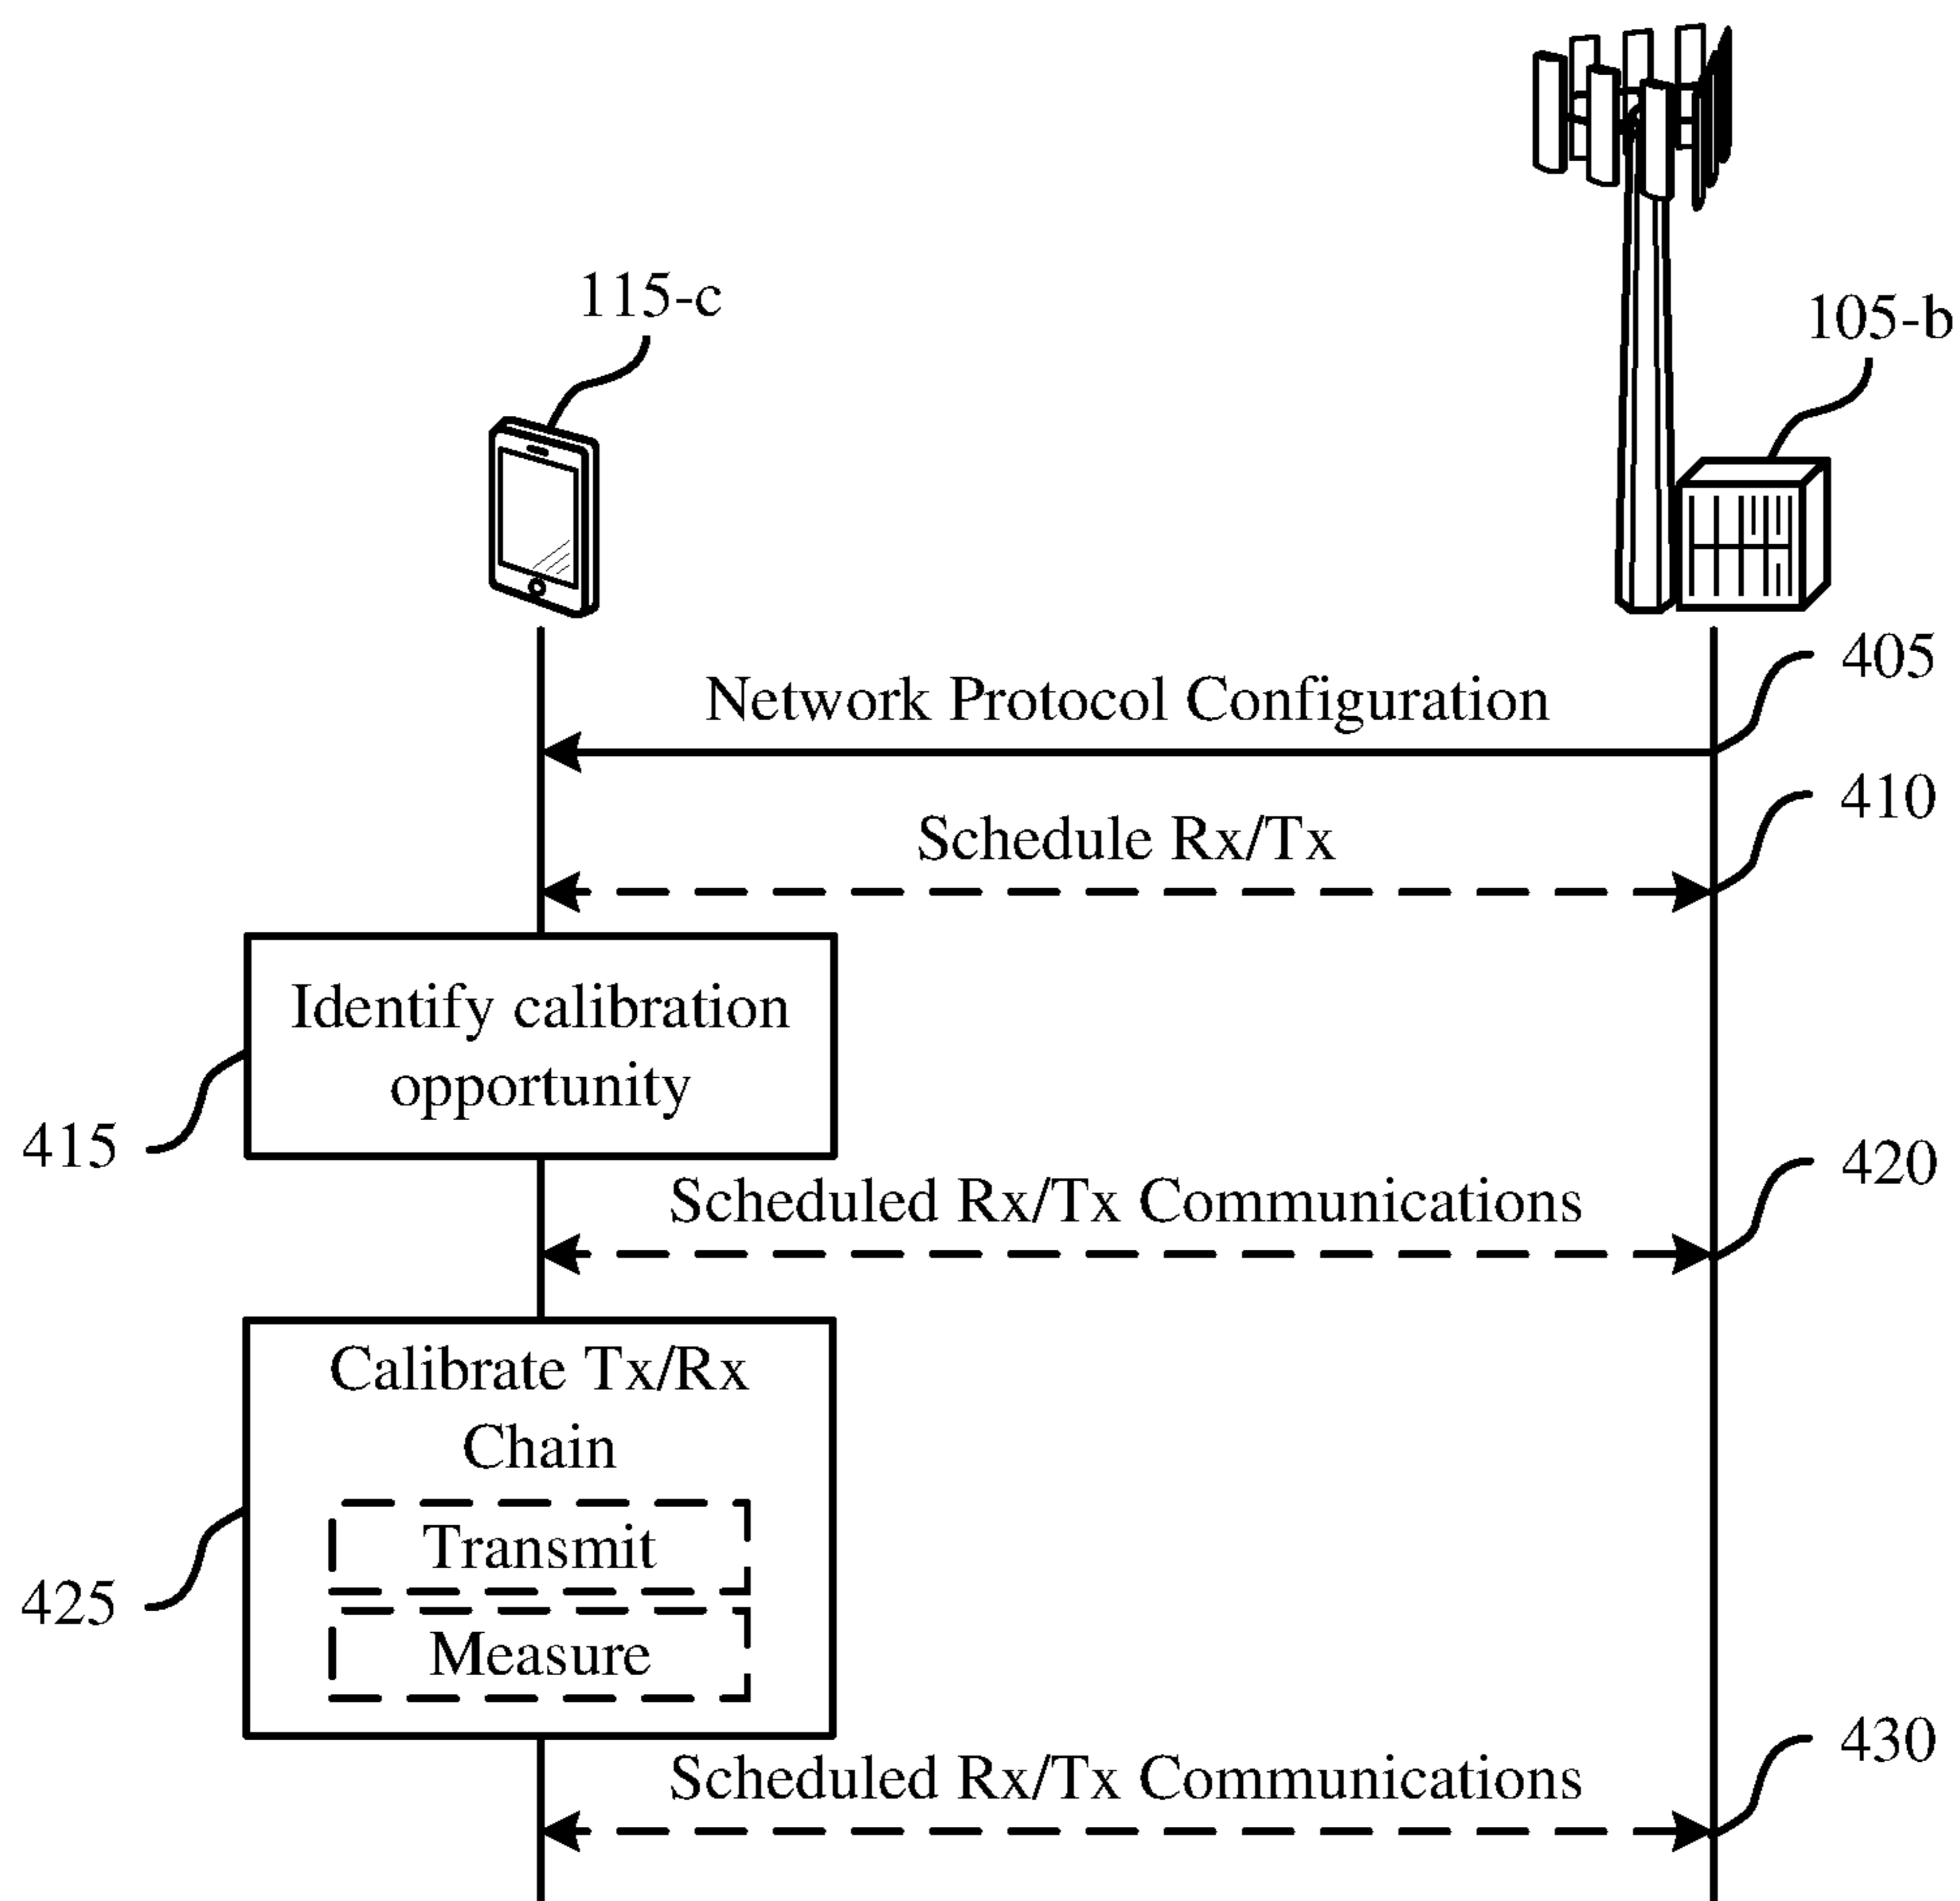 115-c
105-b
405
Network Protocol Configuration
410
Schedule Rx/Tx
Identify calibration
opportunity
415
420
Scheduled Rx/Tx Communications
Calibrate Tx/Rx
Chain
Transmit
Measure
425
430
Scheduled Rx/Tx Communications